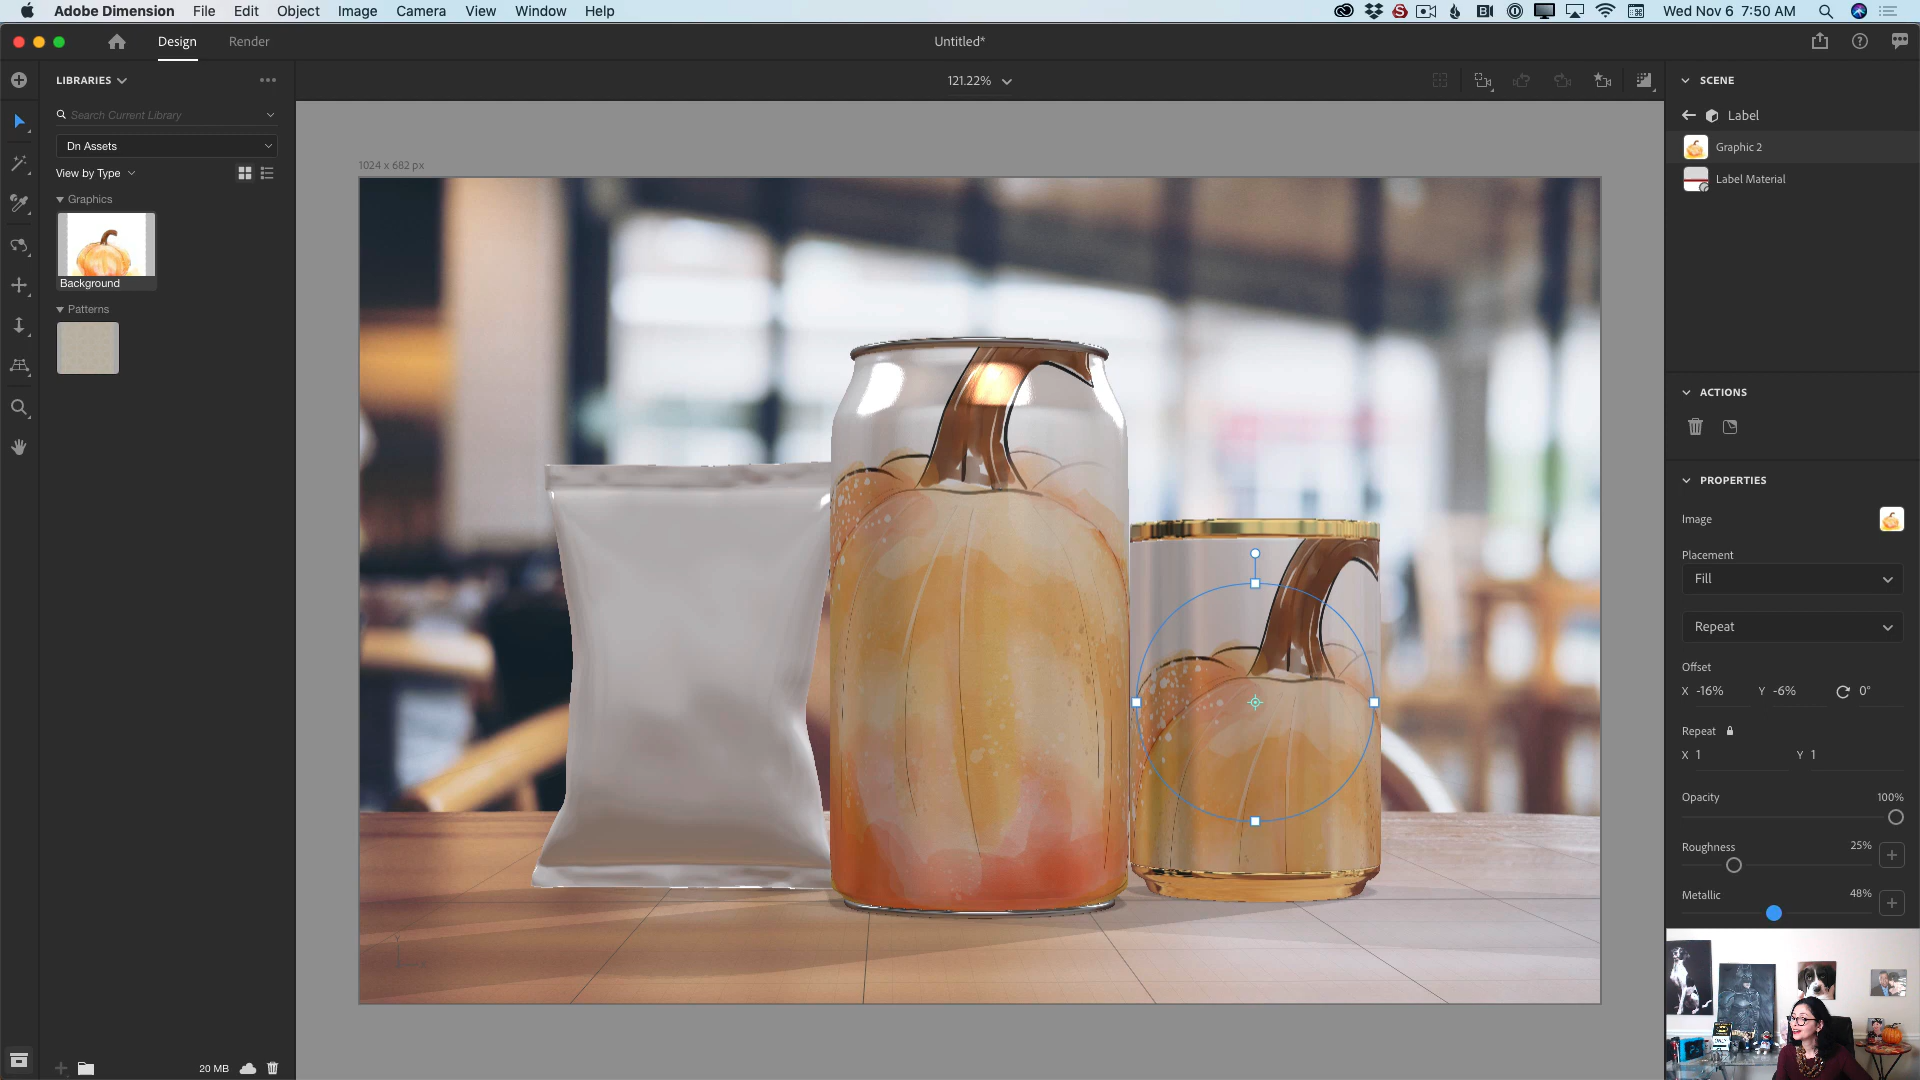 Adobe Dimension File Edit Object Image Camera View Window Help Wed Nov 6 7:50 AM
Design Render Untitled*
LIBRARIES 121.22% SCENE
Search Current Library Label
Dn Assets Graphic 2
View by Type Label Material
1024 x 682 px
Graphics
Background
Patterns
ACTIONS
PROPERTIES
Image
Placement
Fill
Repeat
Offset
X -16% Y -6% 0°
Repeat
X 1 Y 1
Opacity 100%
Roughness 25%
Metallic 48%
20 MB